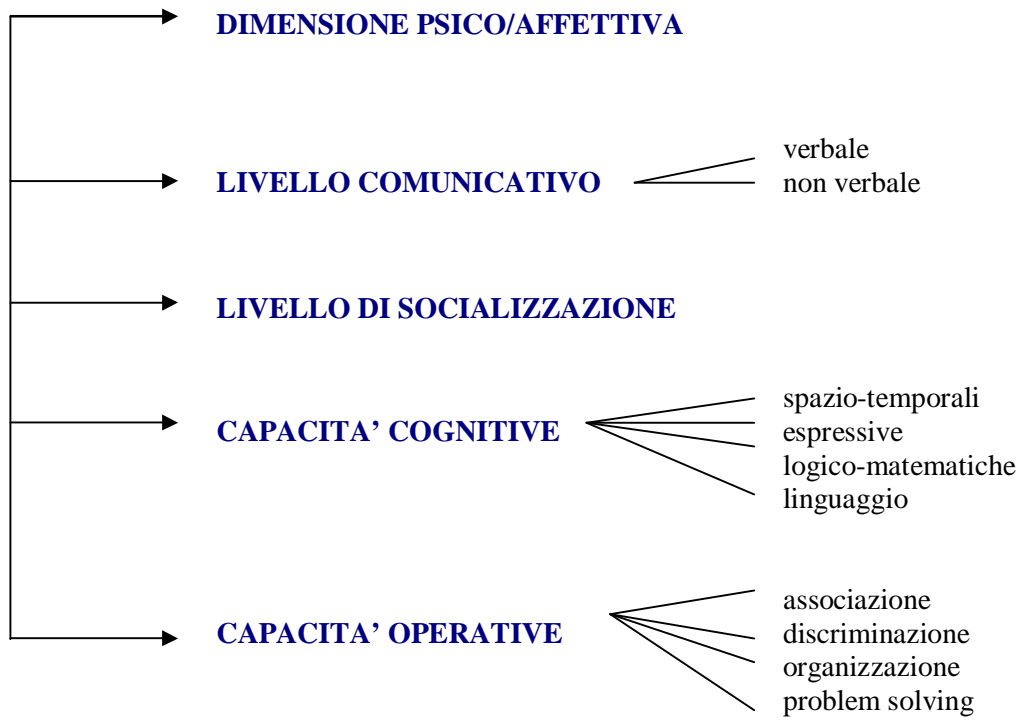 DIMENSIONE PSICO/AFFETTIVA
LIVELLO COMUNICATIVO
verbale
non verbale
LIVELLO DI SOCIALIZZAZIONE
CAPACITA’ COGNITIVE
spazio-temporali
espressive
logico-matematiche
linguaggio
CAPACITA’ OPERATIVE
associazione
discriminazione
organizzazione
problem solving